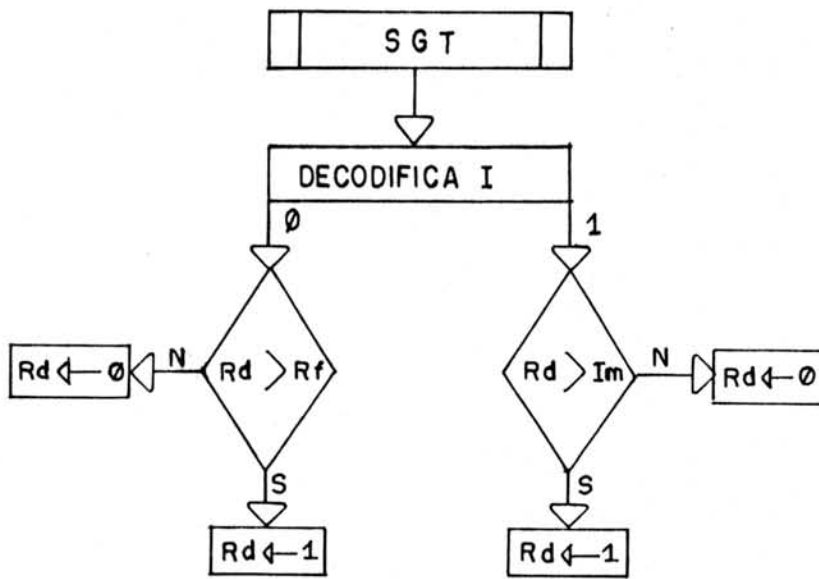 SGT
DECODIFICA I
Ø 1
Rd ← Ø N Rd > Rf Rd > Im N Rd ← Ø
S S
Rd ← 1 Rd ← 1